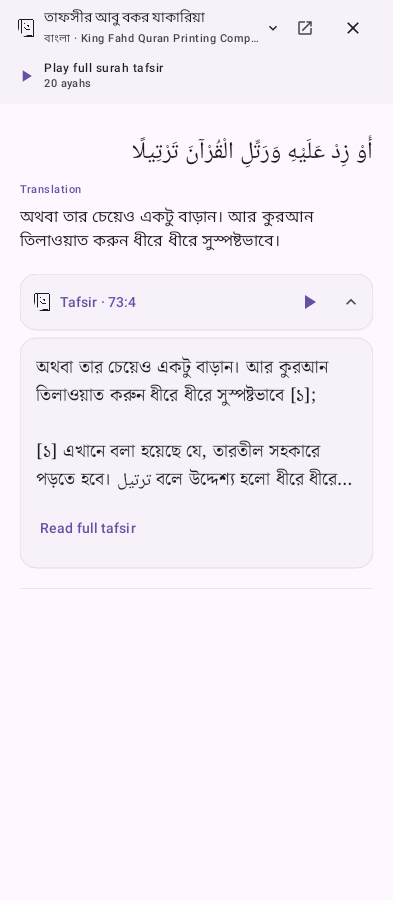 তাফসীর আবু বকর যাকারিয়া
বাংলা · King Fahd Quran Printing Comp...
Play full surah tafsir
20 ayahs
أَوْ زِدْ عَلَيْهِ وَرَتِّلِ الْقُرْآنَ تَرْتِيلًا
Translation
অথবা তার চেয়েও একটু বাড়ান। আর কুরআন
তিলাওয়াত করুন ধীরে ধীরে সুস্পষ্টভাবে।
Tafsir · 73:4
অথবা তার চেয়েও একটু বাড়ান। আর কুরআন
তিলাওয়াত করুন ধীরে ধীরে সুস্পষ্টভাবে [১];
[১] এখানে বলা হয়েছে যে, তারতীল সহকারে
পড়তে হবে। ترتيل বলে উদ্দেশ্য হলো ধীরে ধীরে...
Read full tafsir